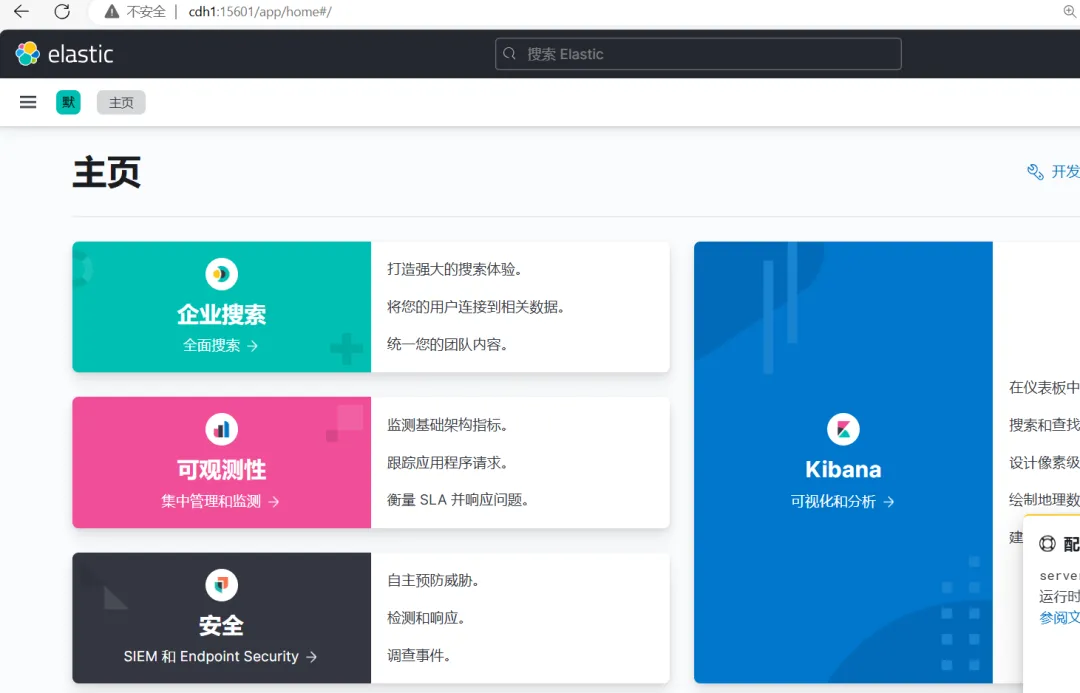 不安全 | cdh1:15601/app/home#/
elastic
搜索 Elastic
默 主页
主页
开发
企业搜索
全面搜索 →
打造强大的搜索体验。
将您的用户连接到相关数据。
统一您的团队内容。
可观测性
集中管理和监测 →
监测基础架构指标。
跟踪应用程序请求。
衡量 SLA 并响应问题。
安全
SIEM 和 Endpoint Security →
自主预防威胁。
检测和响应。
调查事件。
Kibana
可视化和分析 →
在仪表板中
搜索和查找
设计像素级
绘制地理数
建
配
server
运行时
参阅文